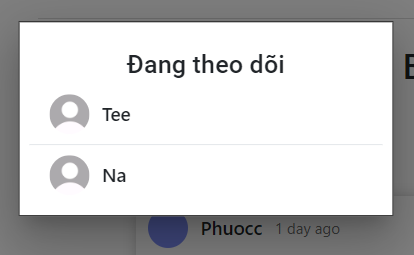 Đang theo dõi
Tee
Na
Phuocc 1 day ago